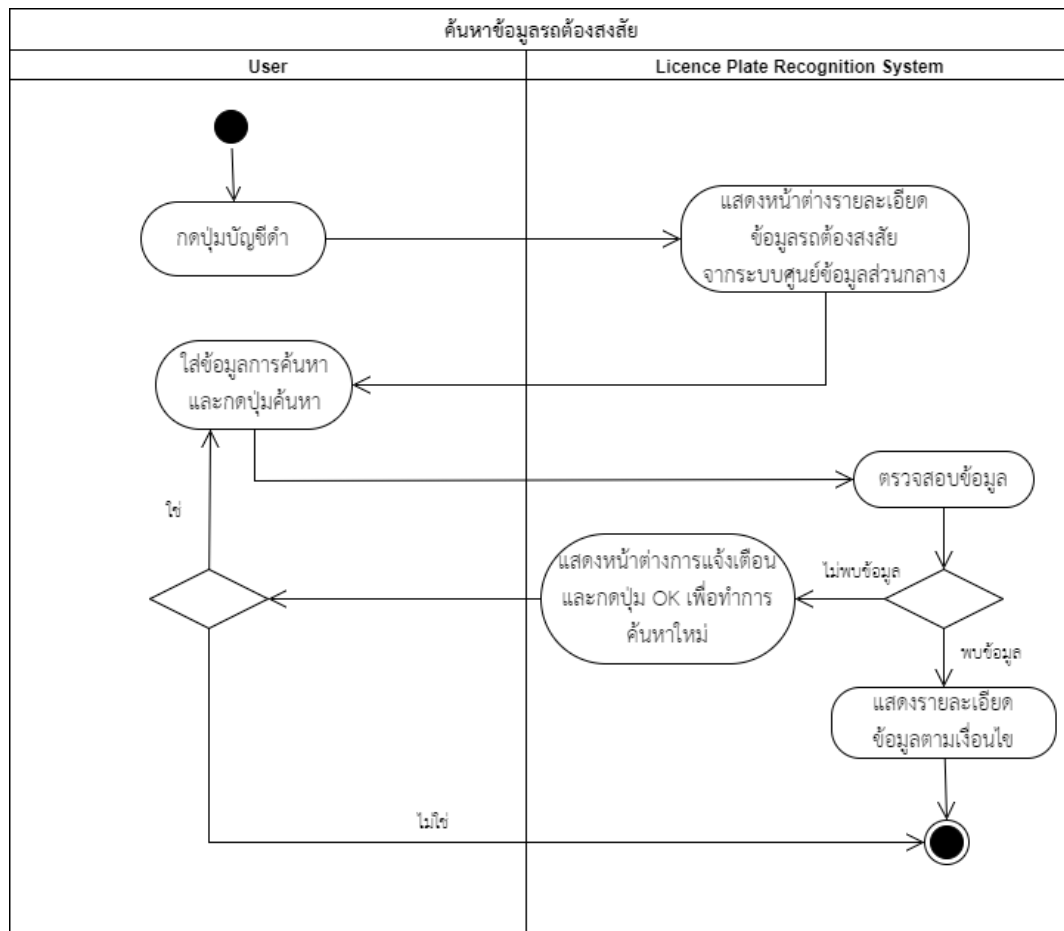 ค้นหาข้อมูลรถต้องสงสัย
User
Licence Plate Recognition System
กดปุ่มบัญชีดำ
แสดงหน้าต่างรายละเอียด
ข้อมูลรถต้องสงสัย
จากระบบศูนย์ข้อมูลส่วนกลาง
ใส่ข้อมูลการค้นหา
และกดปุ่มค้นหา
ตรวจสอบข้อมูล
ใช่
แสดงหน้าต่างการแจ้งเตือน
และกดปุ่ม OK เพื่อทำการ
ค้นหาใหม่
ไม่พบข้อมูล
พบข้อมูล
แสดงรายละเอียด
ข้อมูลตามเงื่อนไข
ไม่ใช่